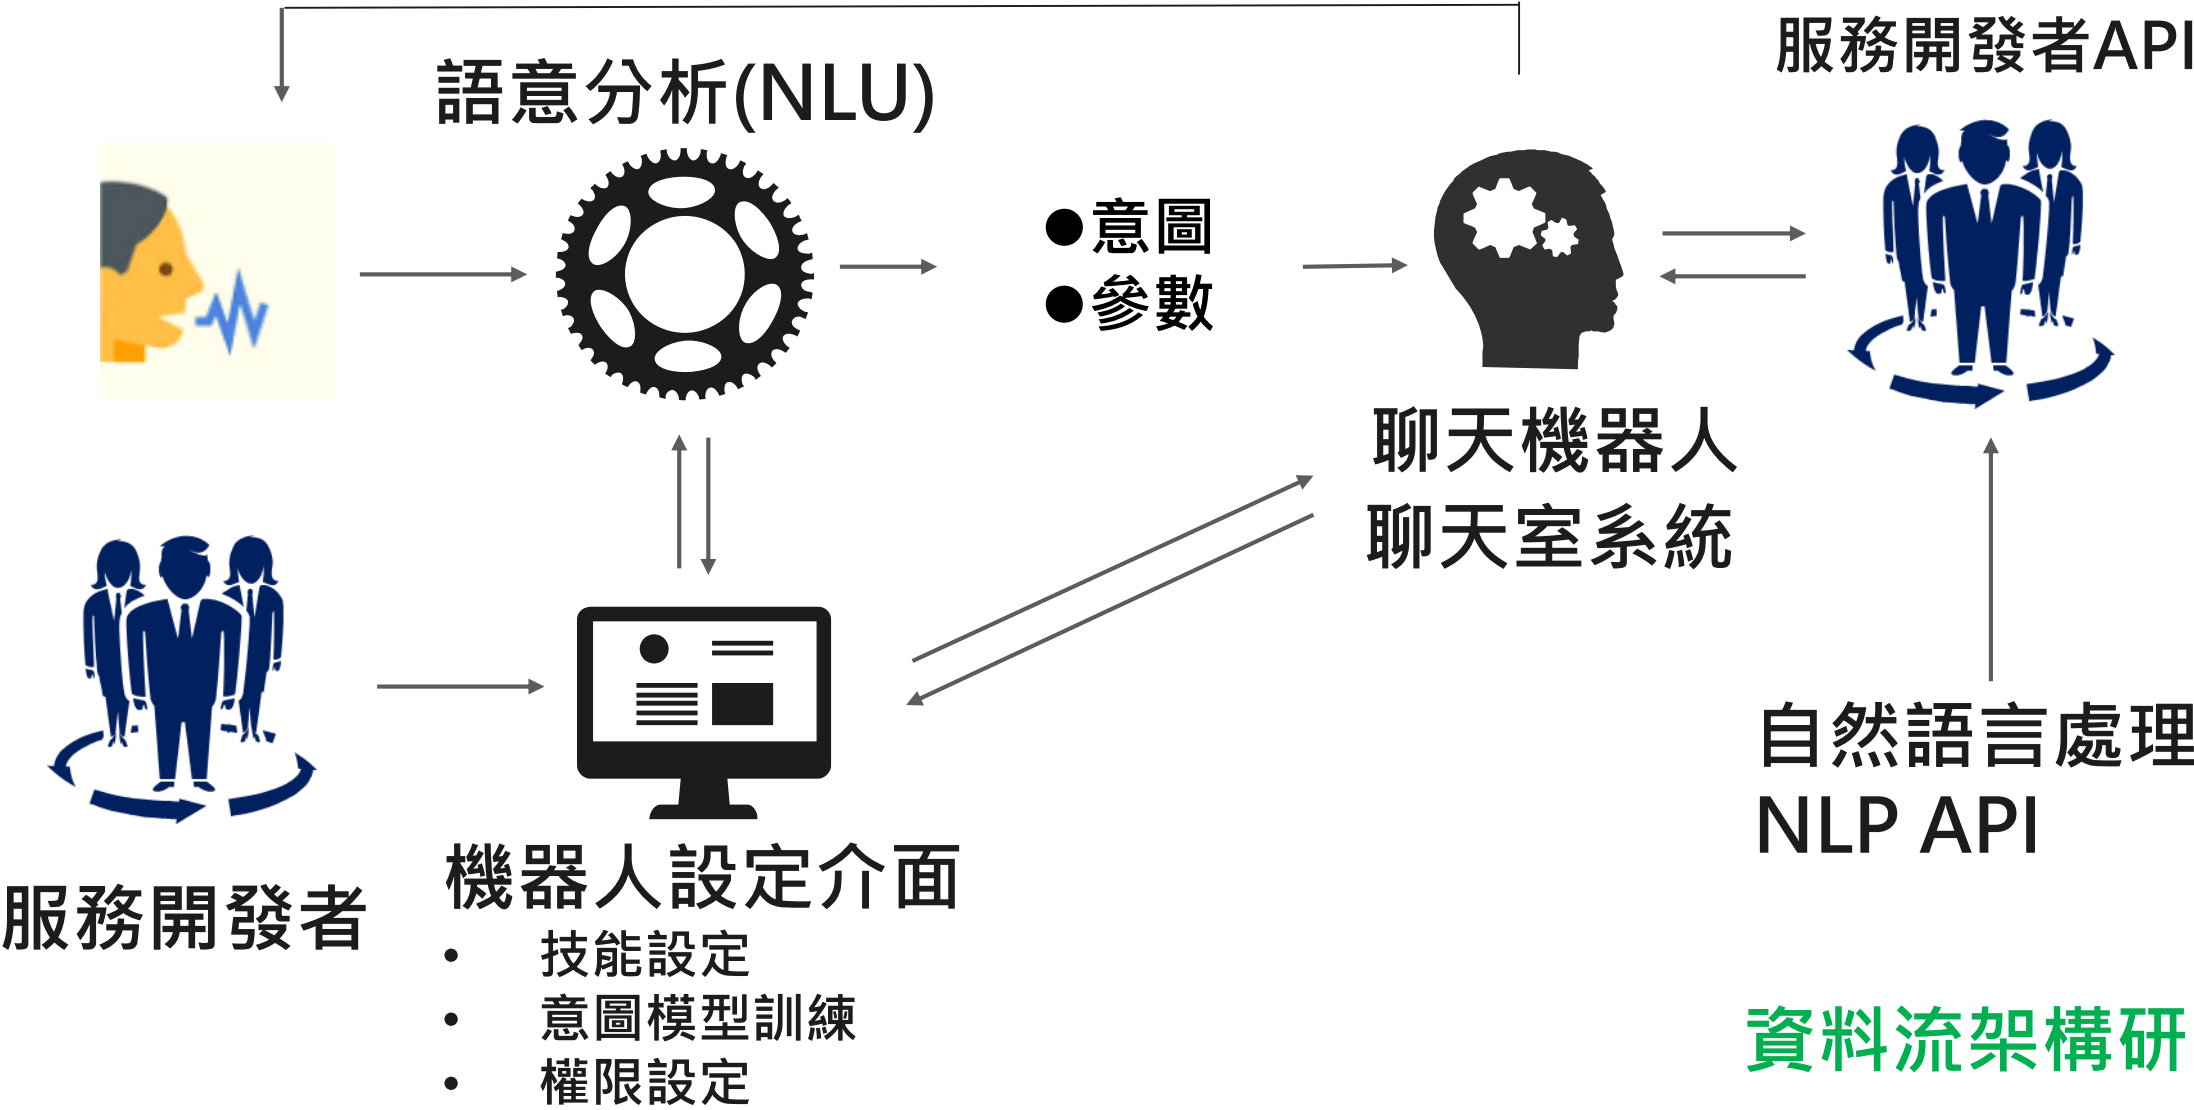 服務開發者API
語意分析(NLU)
●意圖
●參數
聊天機器人
聊天室系統
自然語言處理
NLP API
機器人設定介面
服務開發者
• 技能設定
• 意圖模型訓練
• 權限設定
資料流架構研